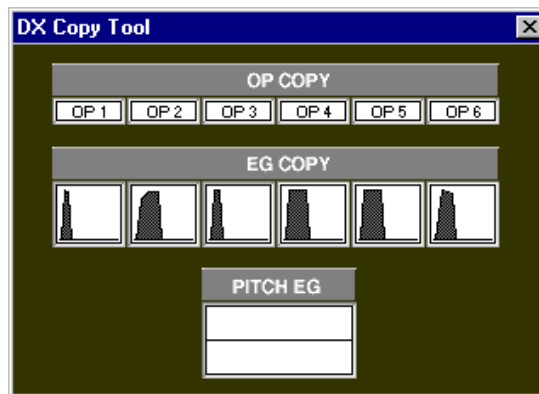 DX Copy Tool
OP COPY
OP 1 OP 2 OP 3 OP 4 OP 5 OP 6
EG COPY
PITCH EG